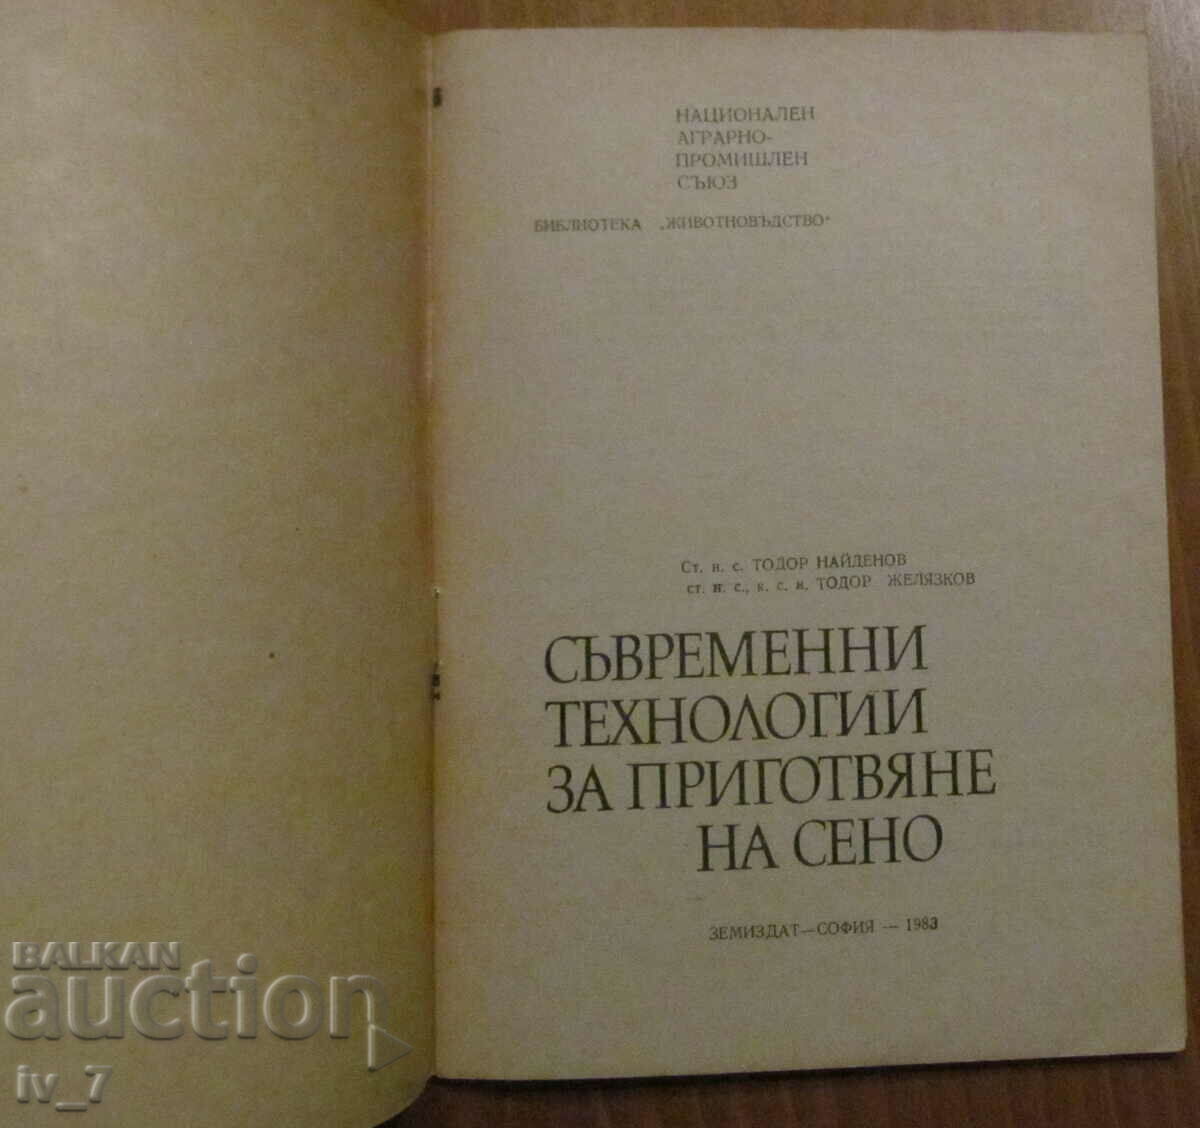 НАЦИОНАЛЕН
АГРАРНО-
ПРОМИШЛЕН
СЪЮЗ
БИБЛИОТЕКА „ЖИВОТНОВЪДСТВО“
Ст. н. с. ТОДОР НАЙДЕНОВ
ст. н. с., к. с. н. ТОДОР ЖЕЛЯЗКОВ
СЪВРЕМЕННИ
ТЕХНОЛОГИИ
ЗА ПРИГОТВЯНЕ
НА СЕНО
ЗЕМИЗДАТ—СОФИЯ — 1983
BALKAN
auction
iv_7